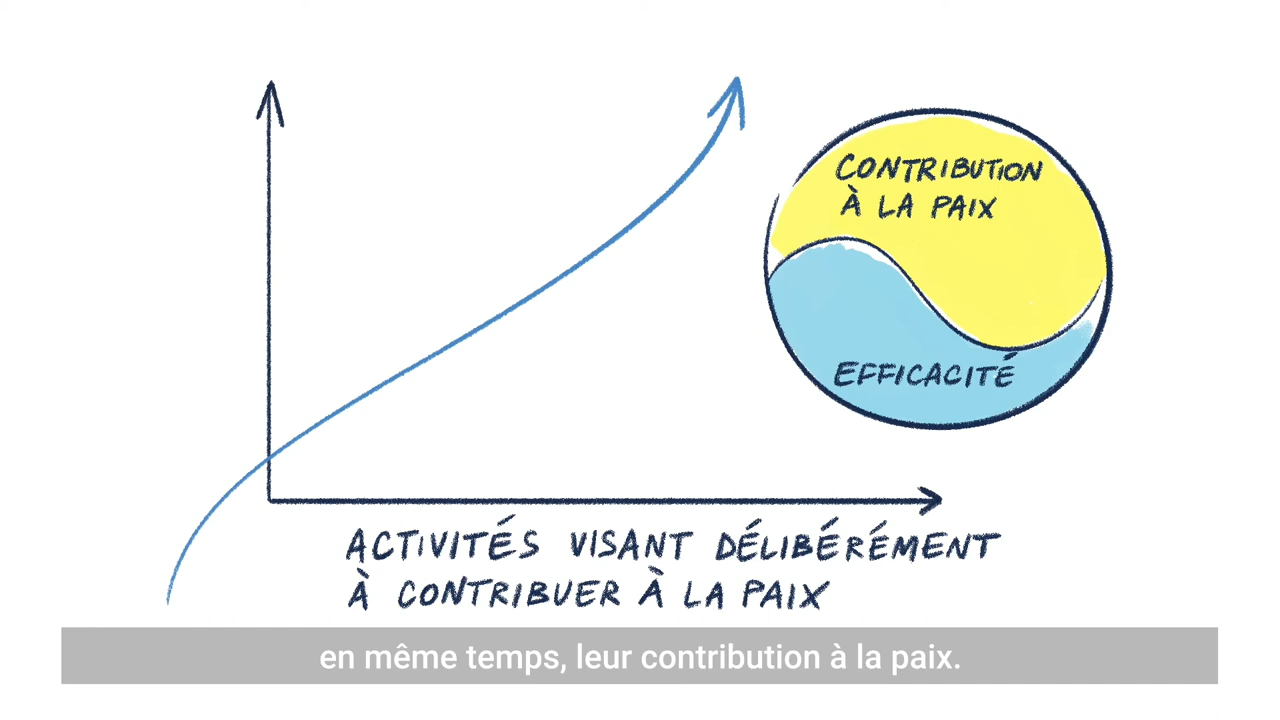 CONTRIBUTION
À LA PAIX
EFFICACITÉ
ACTIVITÉS VISANT DÉLIBÉRÉMENT
À CONTRIBUER À LA PAIX
en même temps, leur contribution à la paix.